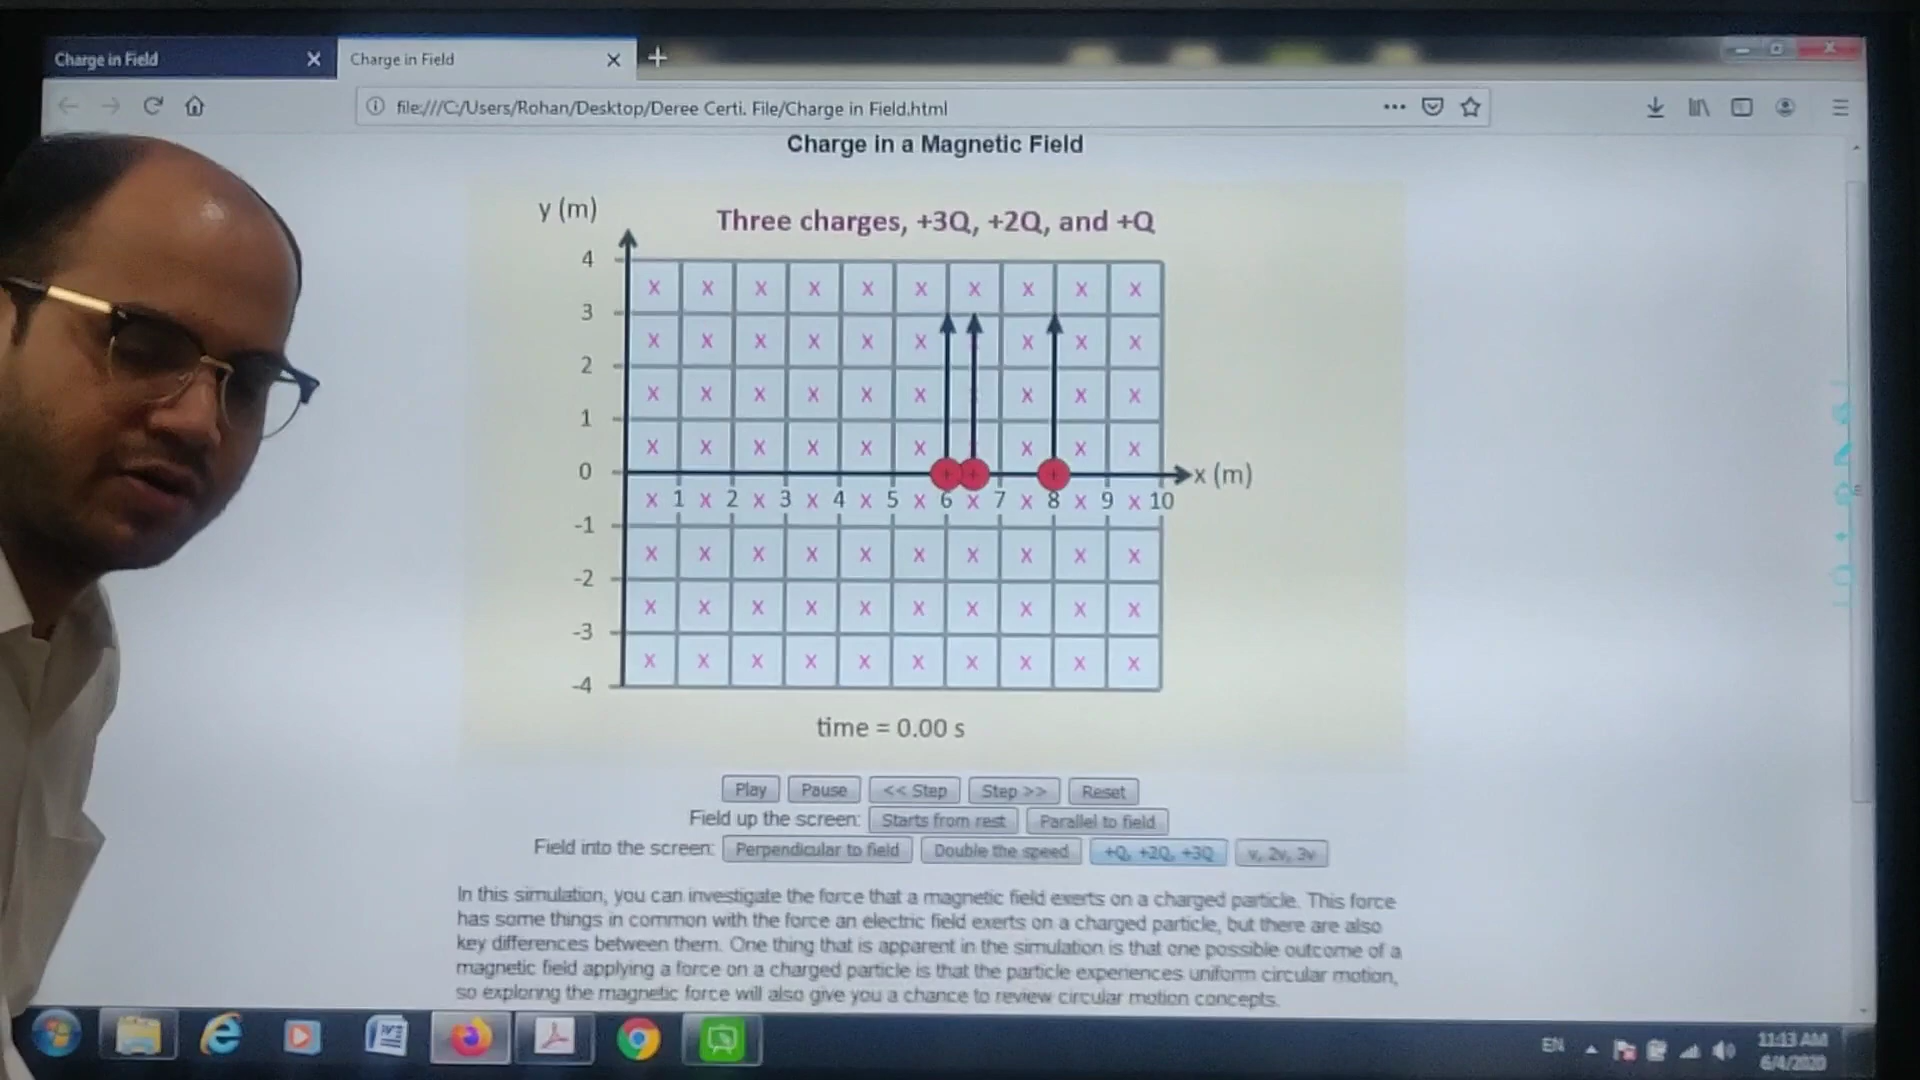 Charge in Field
Charge in Field
file:///C:/Users/Rohan/Desktop/Deree Certi. File/Charge in Field.html
Charge in a Magnetic Field
y (m)
Three charges, +3Q, +2Q, and +Q
4
3
2
1
0
x (m)
1 2 3 4 5 6 7 8 9 10
-1
-2
-3
-4
time = 0.00 s
Play Pause << Step Step >> Reset
Field up the screen: Starts from rest Parallel to field
Field into the screen: Perpendicular to field Double the speed +Q, +2Q, +3Q v, 2v, 3v
In this simulation, you can investigate the force that a magnetic field exerts on a charged particle. This force
has some things in common with the force an electric field exerts on a charged particle, but there are also
key differences between them. One thing that is apparent in the simulation is that one possible outcome of a
magnetic field applying a force on a charged particle is that the particle experiences uniform circular motion,
so exploring the magnetic force will also give you a chance to review circular motion concepts.
EN
11:13 AM
6/4/2020